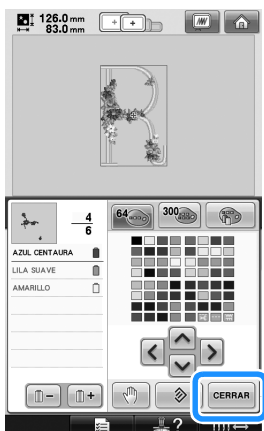 126.0 mm
83.0 mm
4
6
64
300
AZUL CENTAURA
LILA SUAVE
AMARILLO
CERRAR
?